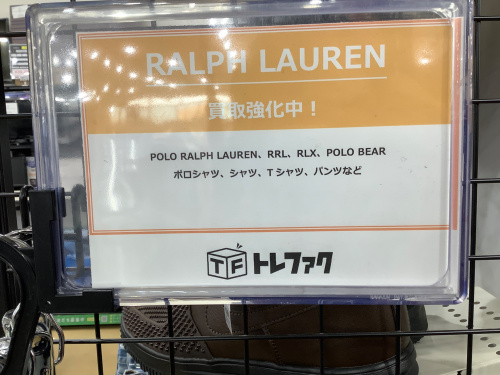 RALPH LAUREN
買取強化中！
POLO RALPH LAUREN、RRL、RLX、POLO BEAR
ポロシャツ、シャツ、Tシャツ、パンツなど
TF トレファク